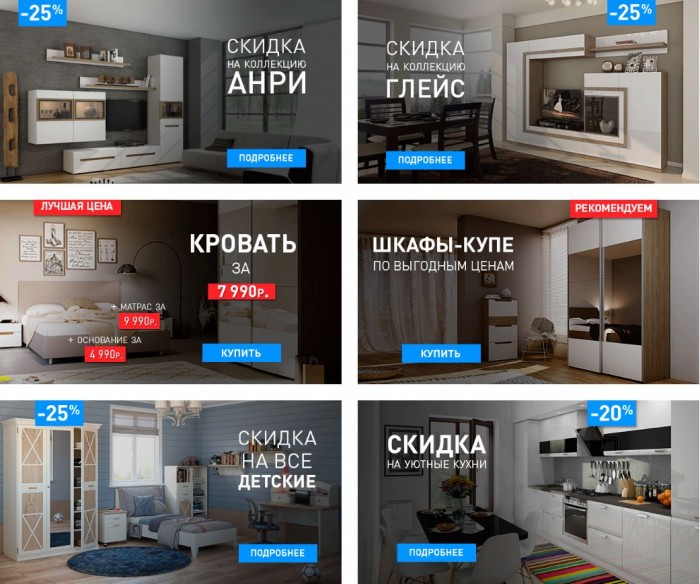 -25%
СКИДКА
НА КОЛЛЕКЦИЮ
АНРИ
ПОДРОБНЕЕ
-25%
СКИДКА
НА КОЛЛЕКЦИЮ
ГЛЕЙС
ПОДРОБНЕЕ
ЛУЧШАЯ ЦЕНА
КРОВАТЬ
ЗА
7 990Р.
+ МАТРАС ЗА
9 990Р.
+ ОСНОВАНИЕ ЗА
4 990Р.
КУПИТЬ
РЕКОМЕНДУЕМ
ШКАФЫ-КУПЕ
ПО ВЫГОДНЫМ ЦЕНАМ
КУПИТЬ
-25%
СКИДКА
НА ВСЕ
ДЕТСКИЕ
ПОДРОБНЕЕ
-20%
СКИДКА
НА УЮТНЫЕ КУХНИ
ПОДРОБНЕЕ